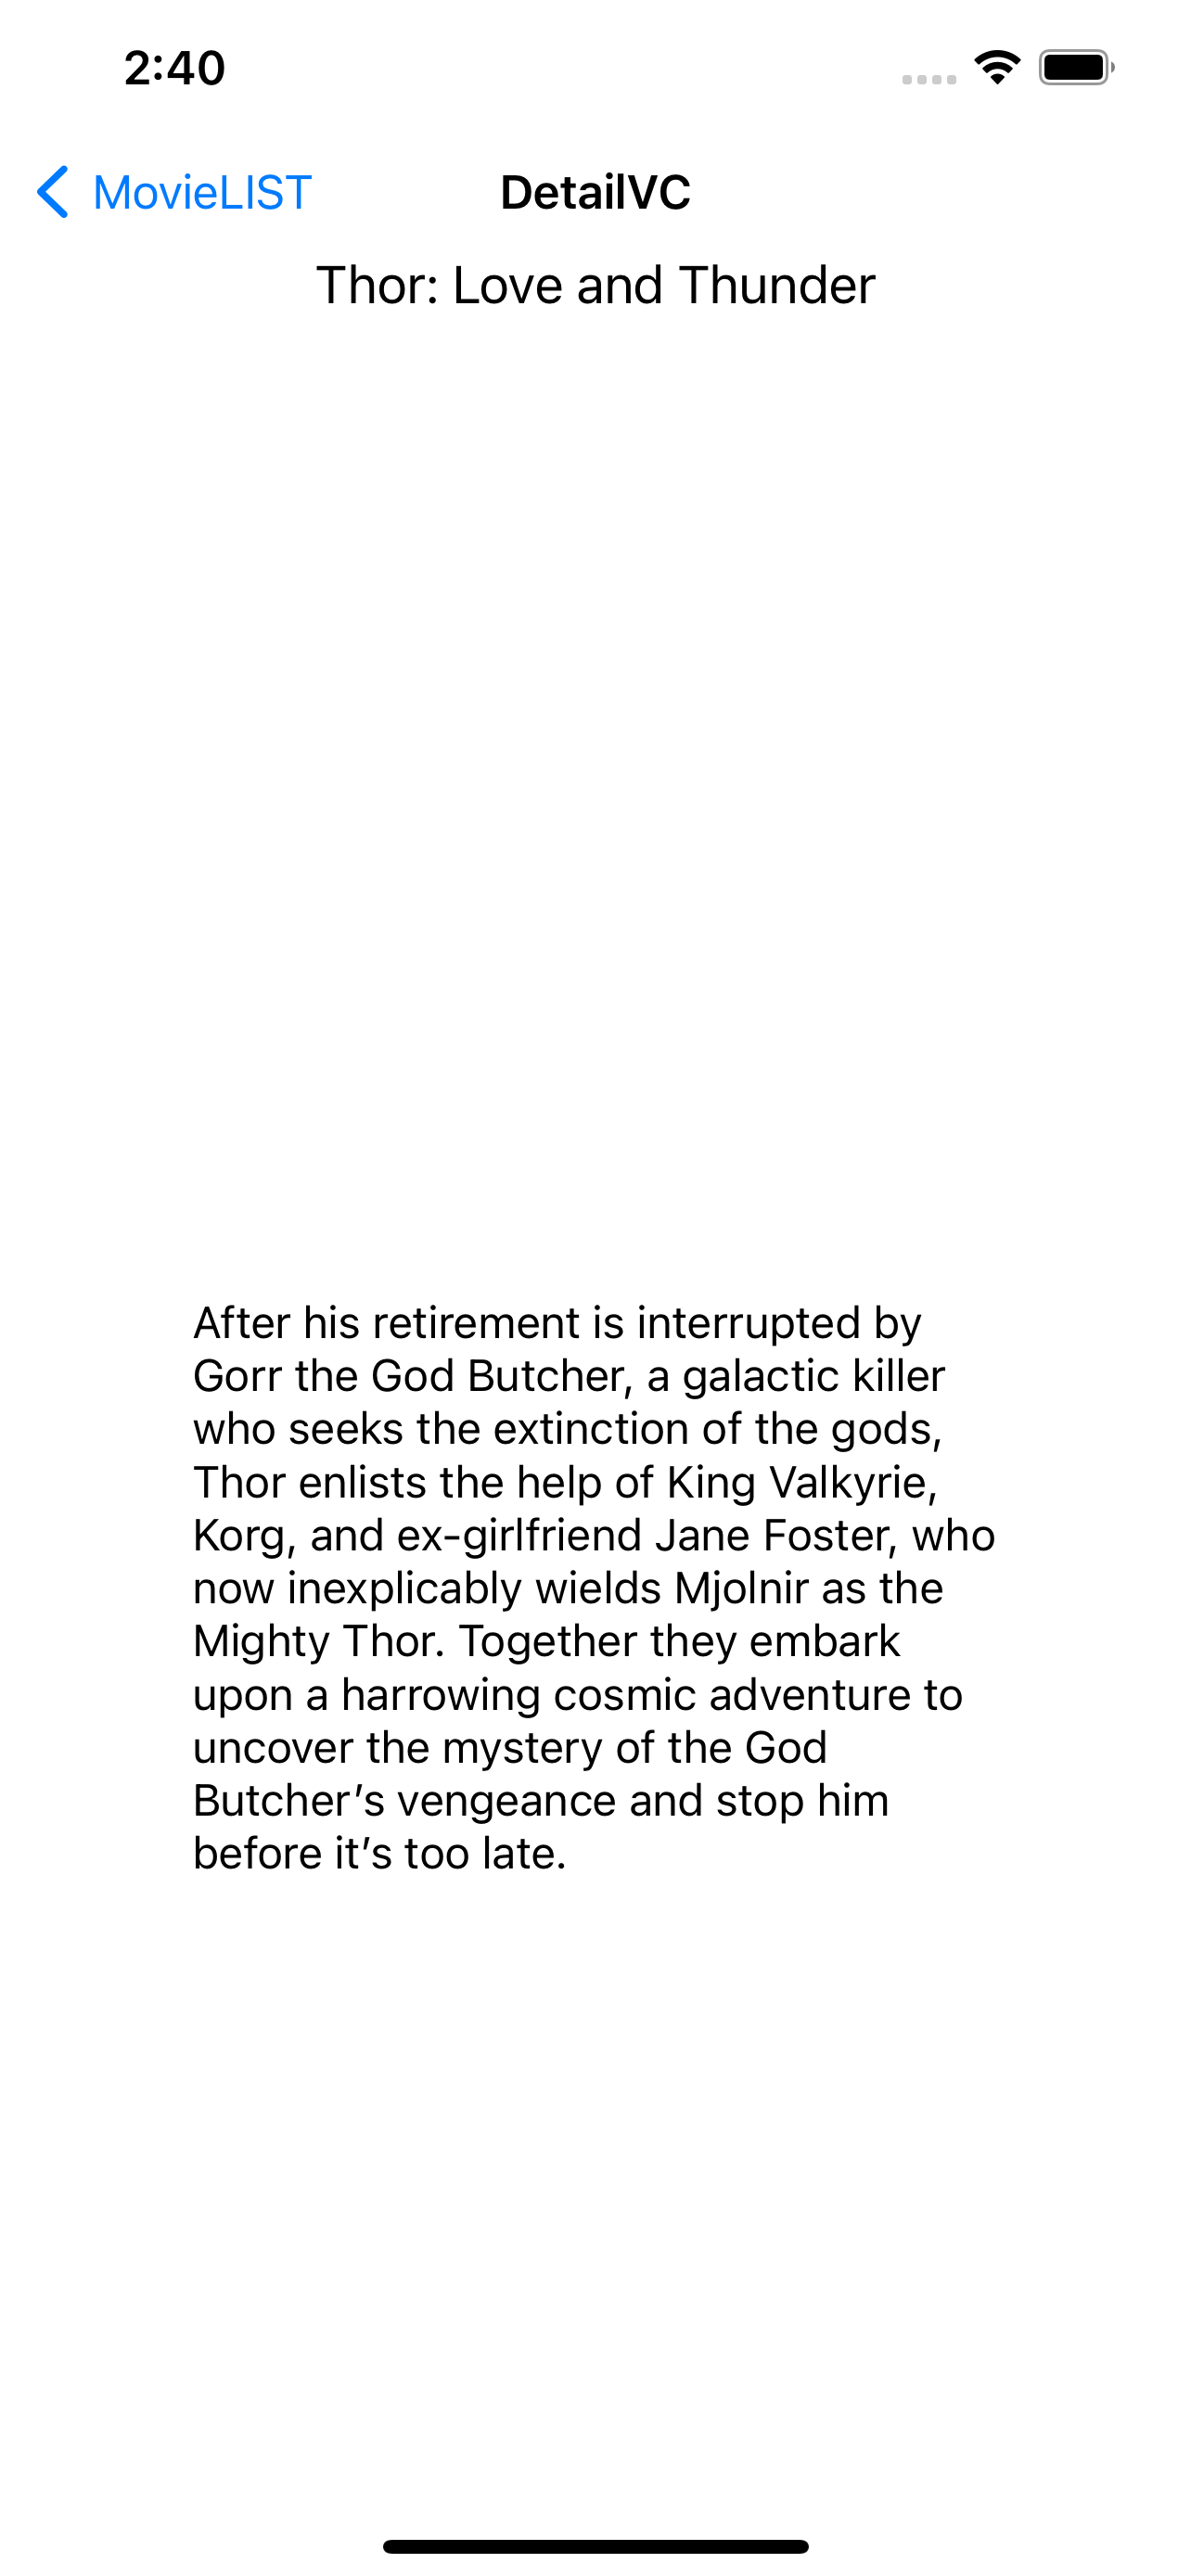 2:40
MovieLIST
DetailVC
Thor: Love and Thunder
After his retirement is interrupted by
Gorr the God Butcher, a galactic killer
who seeks the extinction of the gods,
Thor enlists the help of King Valkyrie,
Korg, and ex-girlfriend Jane Foster, who
now inexplicably wields Mjolnir as the
Mighty Thor. Together they embark
upon a harrowing cosmic adventure to
uncover the mystery of the God
Butcher’s vengeance and stop him
before it’s too late.